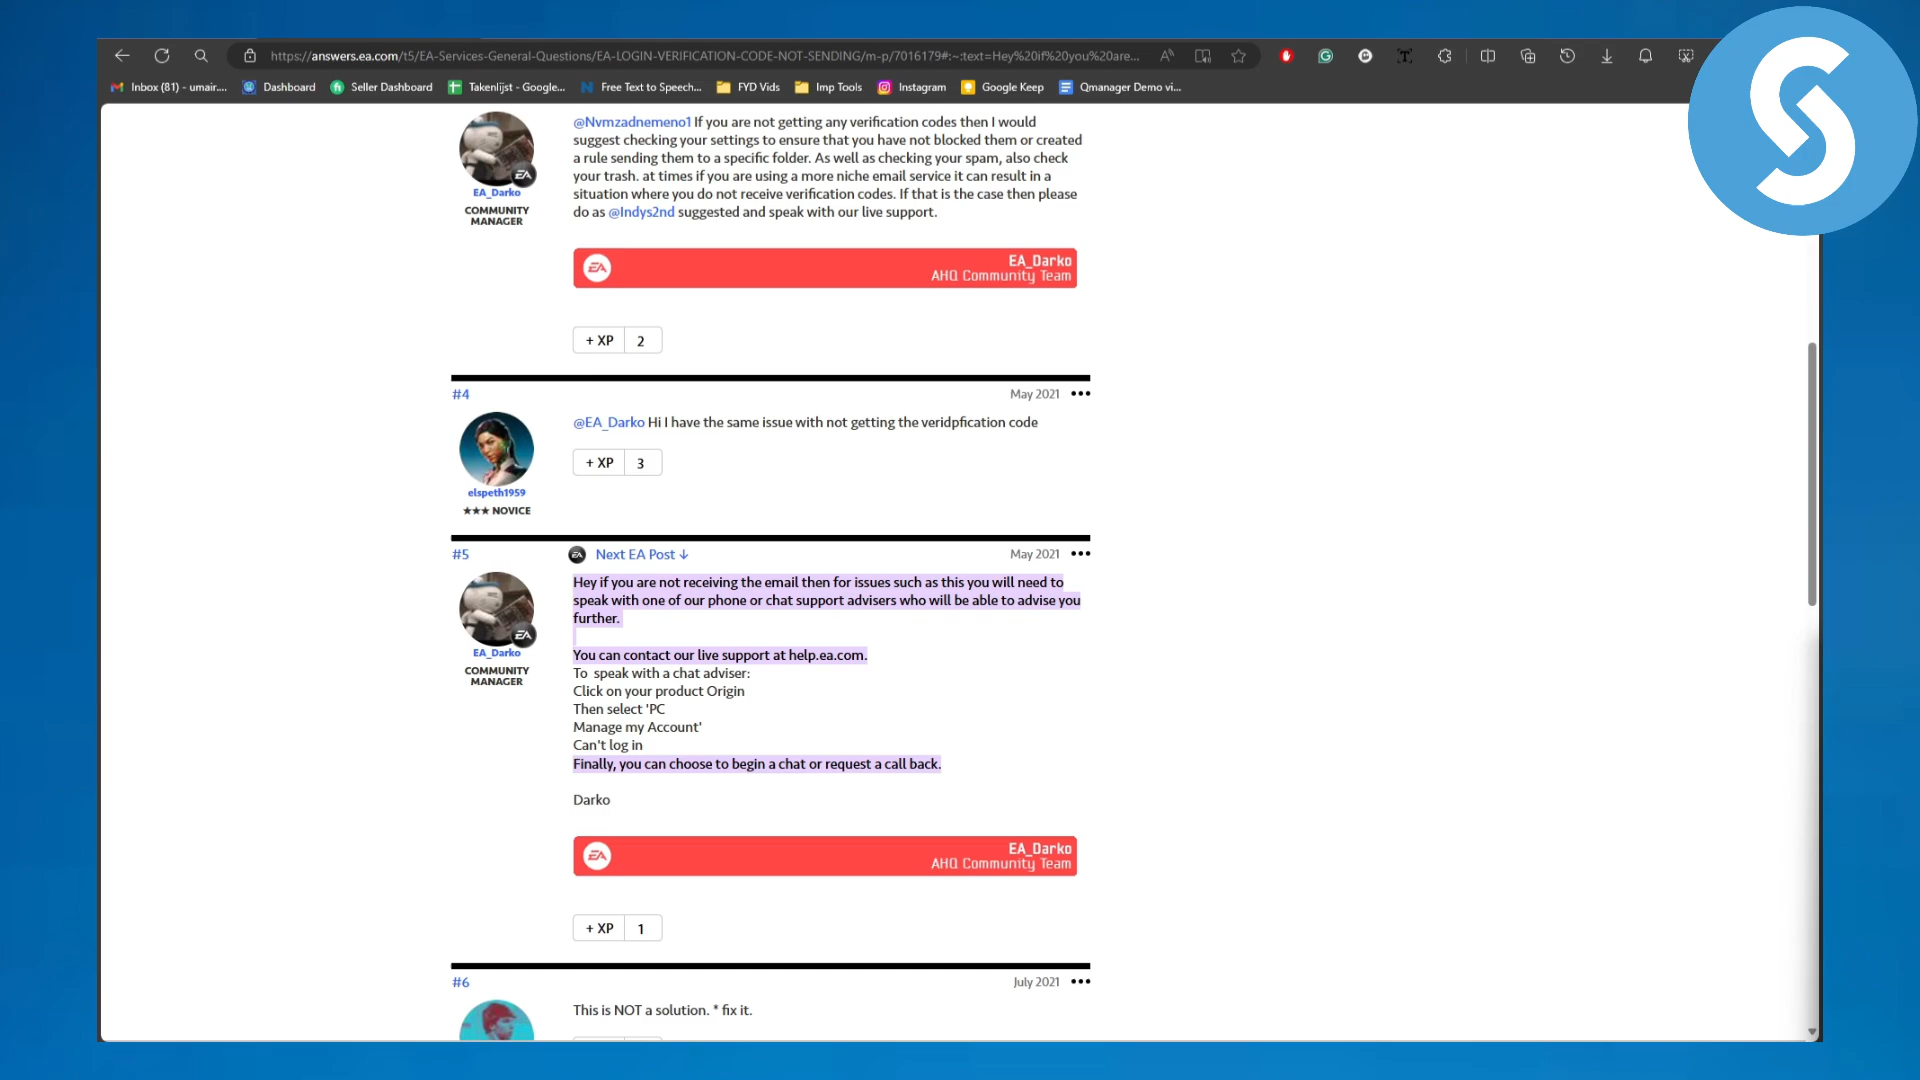 https://answers.ea.com/t5/EA-Services-General-Questions/EA-LOGIN-VERIFICATION-CODE-NOT-SENDING/m-p/7016179#:~:text=Hey%20if%20you%20are...
Inbox (81) - umair.... Dashboard Seller Dashboard Takenlijst - Google... Free Text to Speech... FYD Vids Imp Tools Instagram Google Keep Qmanager Demo vi...
@Nvmzadnemeno1 If you are not getting any verification codes then I would
suggest checking your settings to ensure that you have not blocked them or created
a rule sending them to a specific folder. As well as checking your spam, also check
your trash. at times if you are using a more niche email service it can result in a
situation where you do not receive verification codes. If that is the case then please
do as @Indys2nd suggested and speak with our live support.
EA
EA_Darko
COMMUNITY
MANAGER
EA
EA_Darko
AHQ Community Team
+ XP 2
#4
May 2021
@EA_Darko Hi I have the same issue with not getting the veridpfication code
+ XP 3
elspeth1959
★★★ NOVICE
#5
Next EA Post ↓
May 2021
Hey if you are not receiving the email then for issues such as this you will need to
speak with one of our phone or chat support advisers who will be able to advise you
further.
You can contact our live support at help.ea.com.
To speak with a chat adviser:
Click on your product Origin
Then select 'PC
Manage my Account'
Can't log in
Finally, you can choose to begin a chat or request a call back.
Darko
EA
EA_Darko
COMMUNITY
MANAGER
EA
EA_Darko
AHQ Community Team
+ XP 1
#6
July 2021
This is NOT a solution. * fix it.